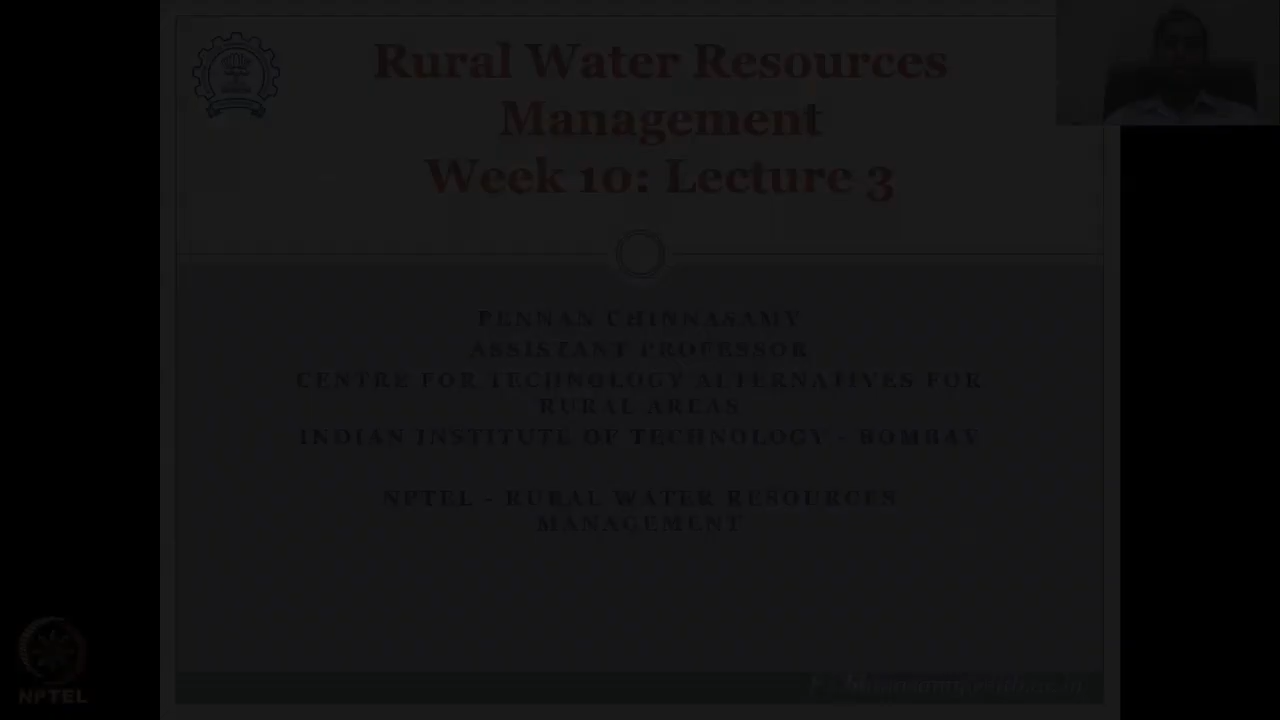 Rural Water Resources
Management
Week 10: Lecture 3
PENNAN CHINNASAMY
ASSISTANT PROFESSOR
CENTRE FOR TECHNOLOGY ALTERNATIVES FOR
RURAL AREAS
INDIAN INSTITUTE OF TECHNOLOGY - BOMBAY
NPTEL - RURAL WATER RESOURCES
MANAGEMENT
NPTEL